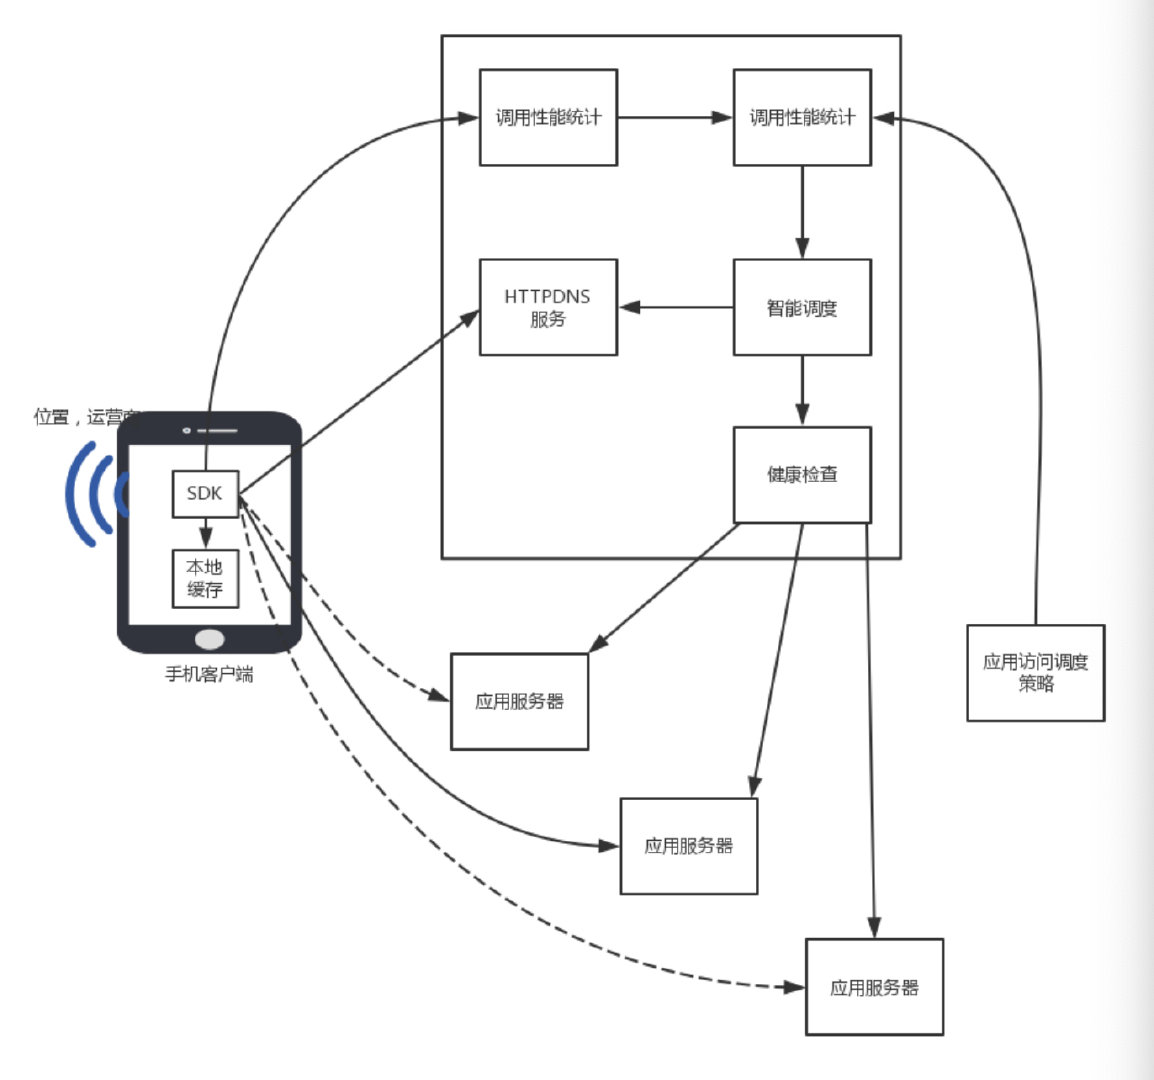 调用性能统计
调用性能统计
HTTPDNS
服务
智能调度
位置，运营商
SDK
健康检查
本地
缓存
手机客户端
应用访问调度
策略
应用服务器
应用服务器
应用服务器